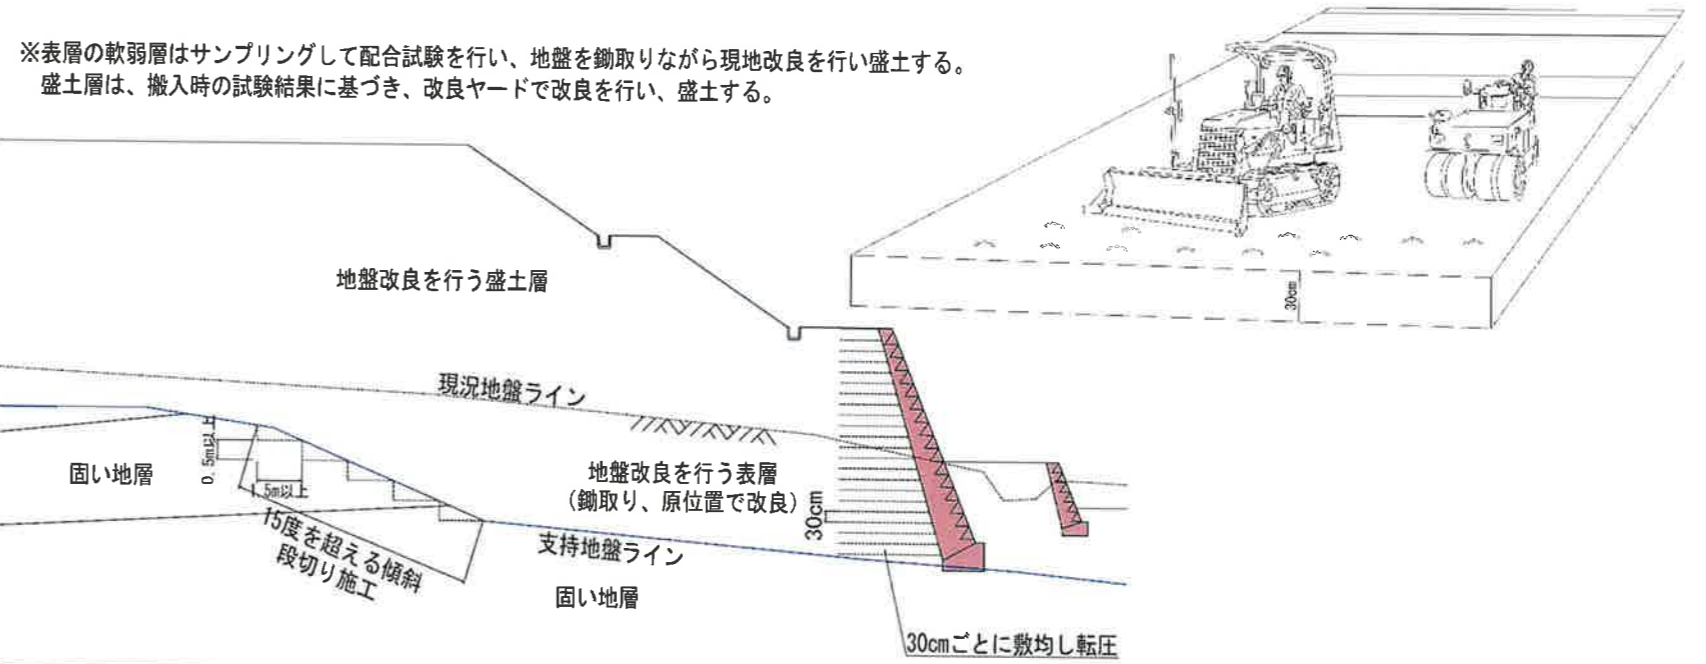 ※表層の軟弱層はサンプリングして配合試験を行い、地盤を鋤取りながら現地改良を行い盛土する。
盛土層は、搬入時の試験結果に基づき、改良ヤードで改良を行い、盛土する。
30cm
地盤改良を行う盛土層
現況地盤ライン
固い地層
0.5m以上
1.5m以上
15度を超える傾斜
段切り施工
地盤改良を行う表層
(鋤取り、原位置で改良)
30cm
支持地盤ライン
固い地層
30cmごとに敷均し転圧